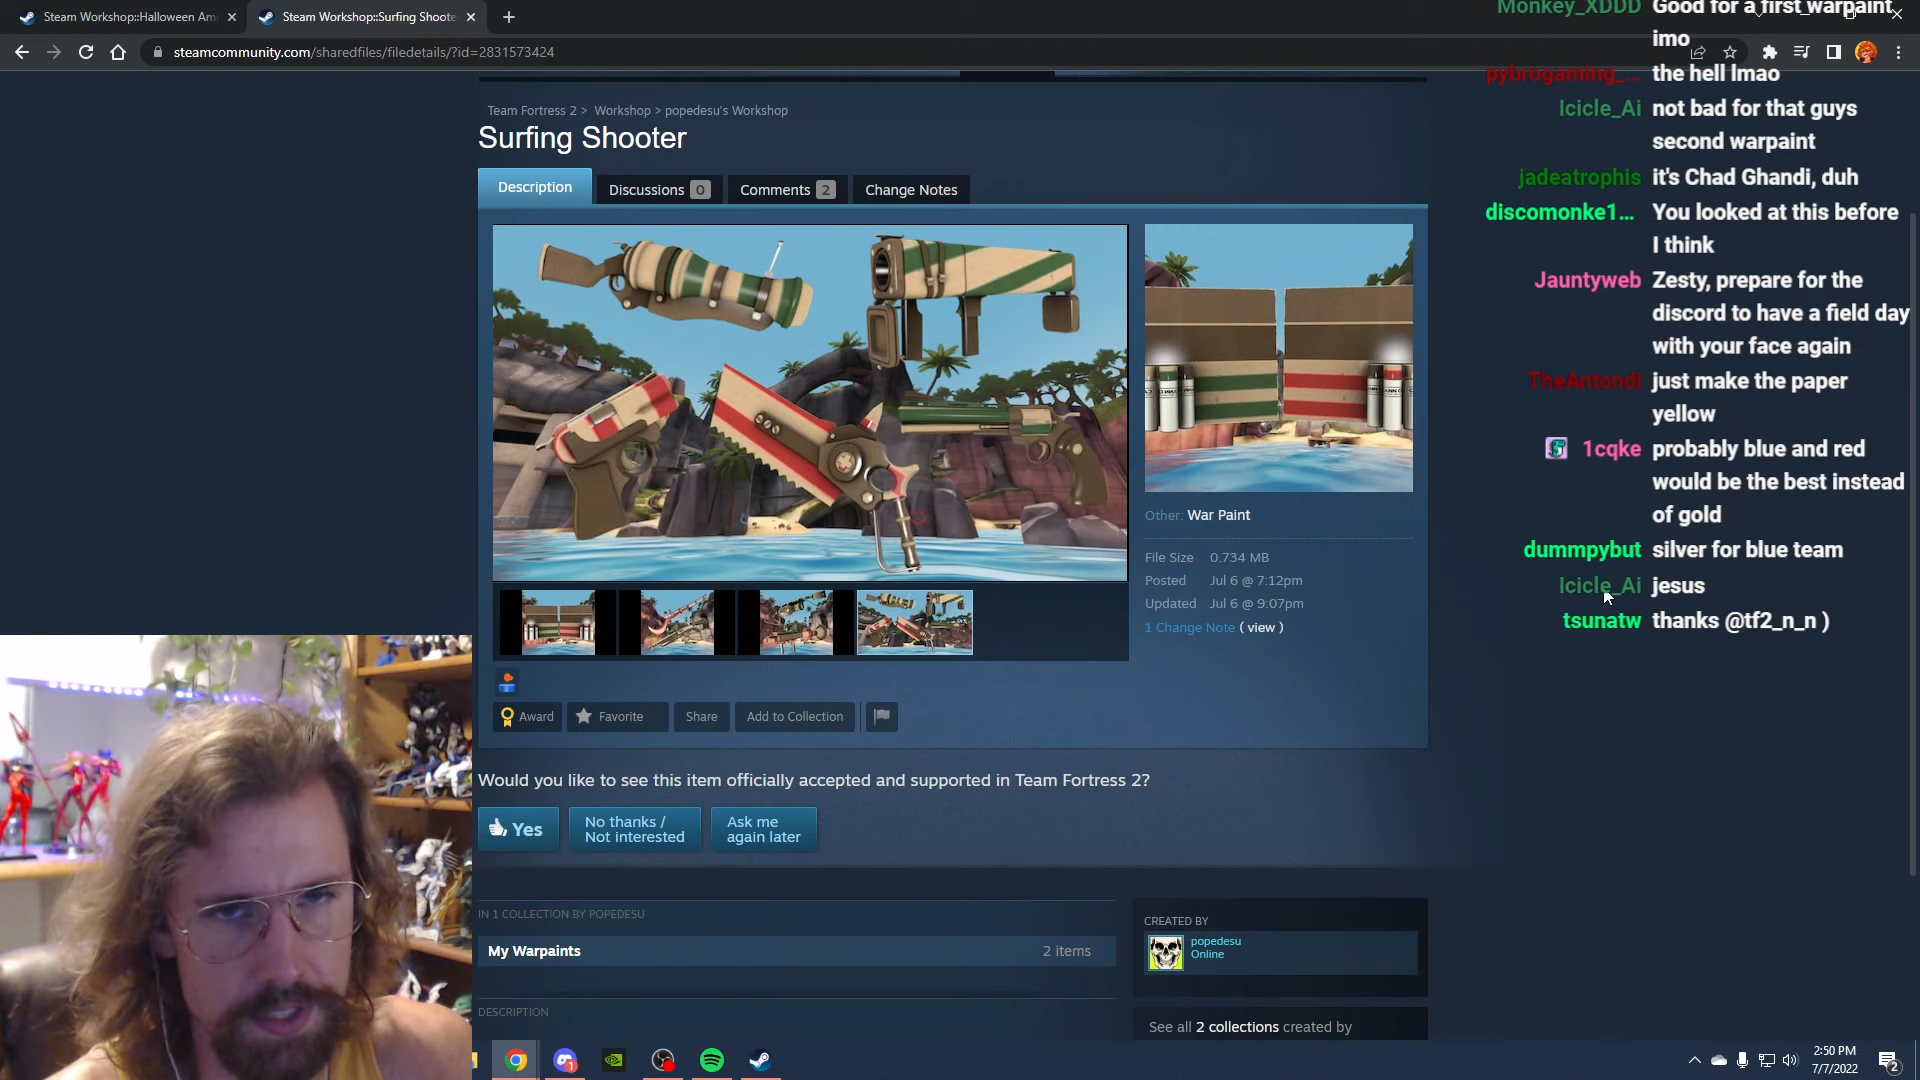 Steam Workshop::Halloween Am
Steam Workshop::Surfing Shoote
steamcommunity.com/sharedfiles/filedetails/?id=2831573424
Team Fortress 2 > Workshop > popedesu's Workshop
Surfing Shooter
Description
Discussions 0
Comments 2
Change Notes
Other: War Paint
File Size 0.734 MB
Posted Jul 6 @ 7:12pm
Updated Jul 6 @ 9:07pm
1 Change Note ( view )
Award
Favorite
Share
Add to Collection
Would you like to see this item officially accepted and supported in Team Fortress 2?
Yes
No thanks /
Not interested
Ask me
again later
IN 1 COLLECTION BY POPEDESU
My Warpaints 2 items
DESCRIPTION
CREATED BY
popedesu
Online
See all 2 collections created by
Monkey_XDDD Good for a first warpaint
imo
pybrogaming_... the hell lmao
Icicle_Ai not bad for that guys
second warpaint
jadeatrophis it's Chad Ghandi, duh
discomonke1... You looked at this before
I think
Jauntyweb Zesty, prepare for the
discord to have a field day
with your face again
TheAntondi just make the paper
yellow
1cqke probably blue and red
would be the best instead
of gold
dummpybut silver for blue team
Icicle_Ai jesus
tsunatw thanks @tf2_n_n )
1
2:50 PM
7/7/2022
2